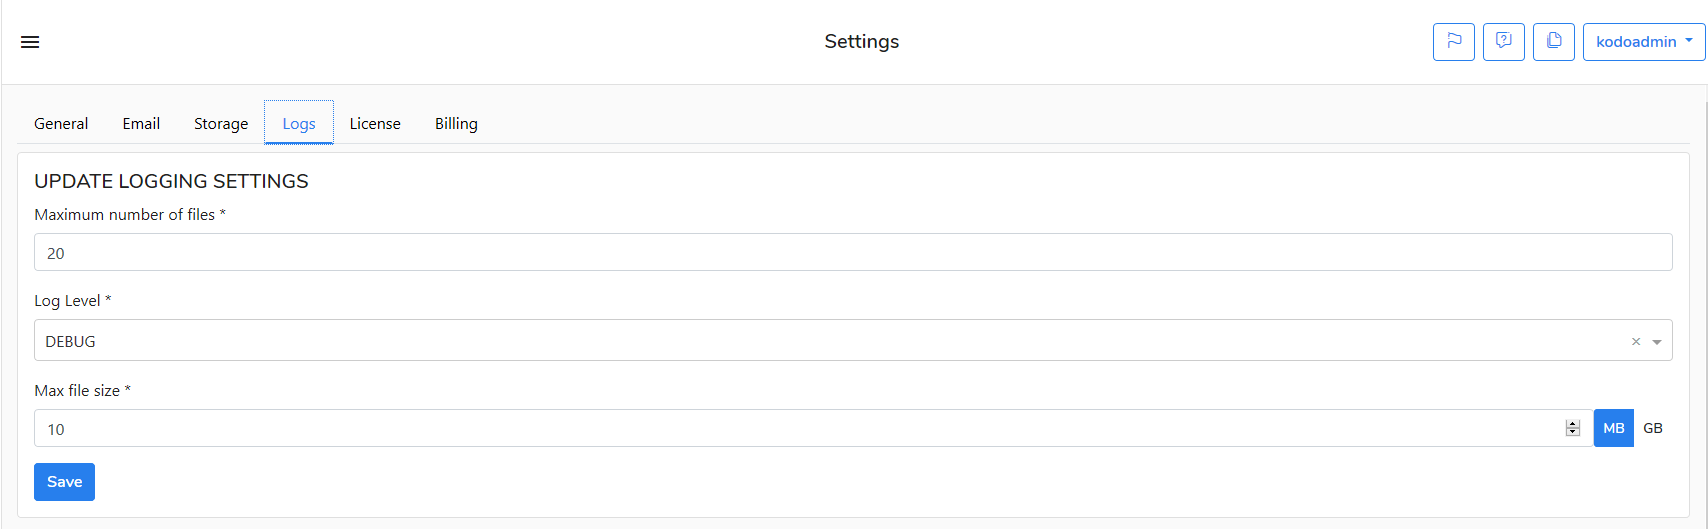 Settings
kodoadmin
General Email Storage Logs License Billing
UPDATE LOGGING SETTINGS
Maximum number of files *
20
Log Level *
DEBUG
Max file size *
10 MB GB
Save